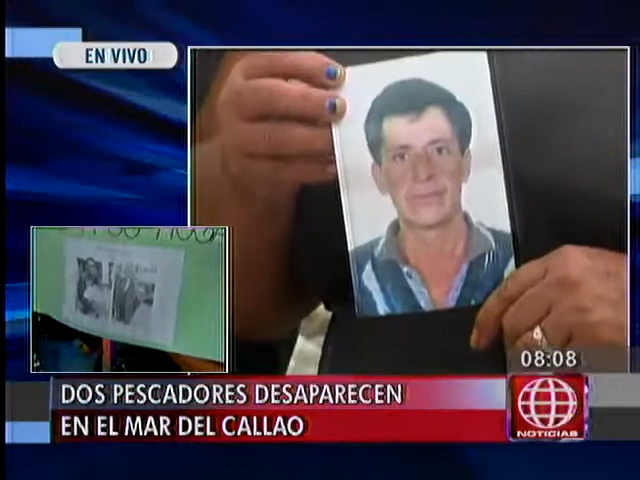 EN VIVO
08:08
DOS PESCADORES DESAPARECEN
EN EL MAR DEL CALLAO
NOTICIAS